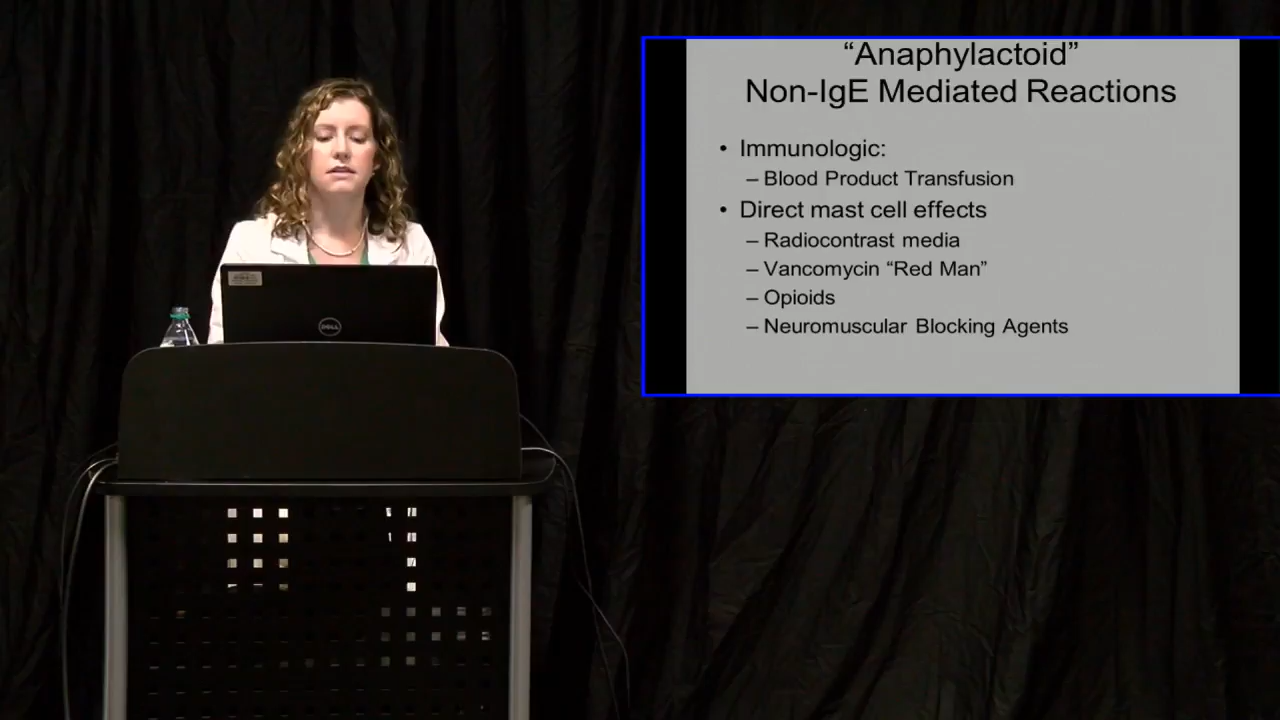 “Anaphylactoid”
Non-IgE Mediated Reactions
• Immunologic:
– Blood Product Transfusion
• Direct mast cell effects
– Radiocontrast media
– Vancomycin “Red Man”
– Opioids
– Neuromuscular Blocking Agents
DELL